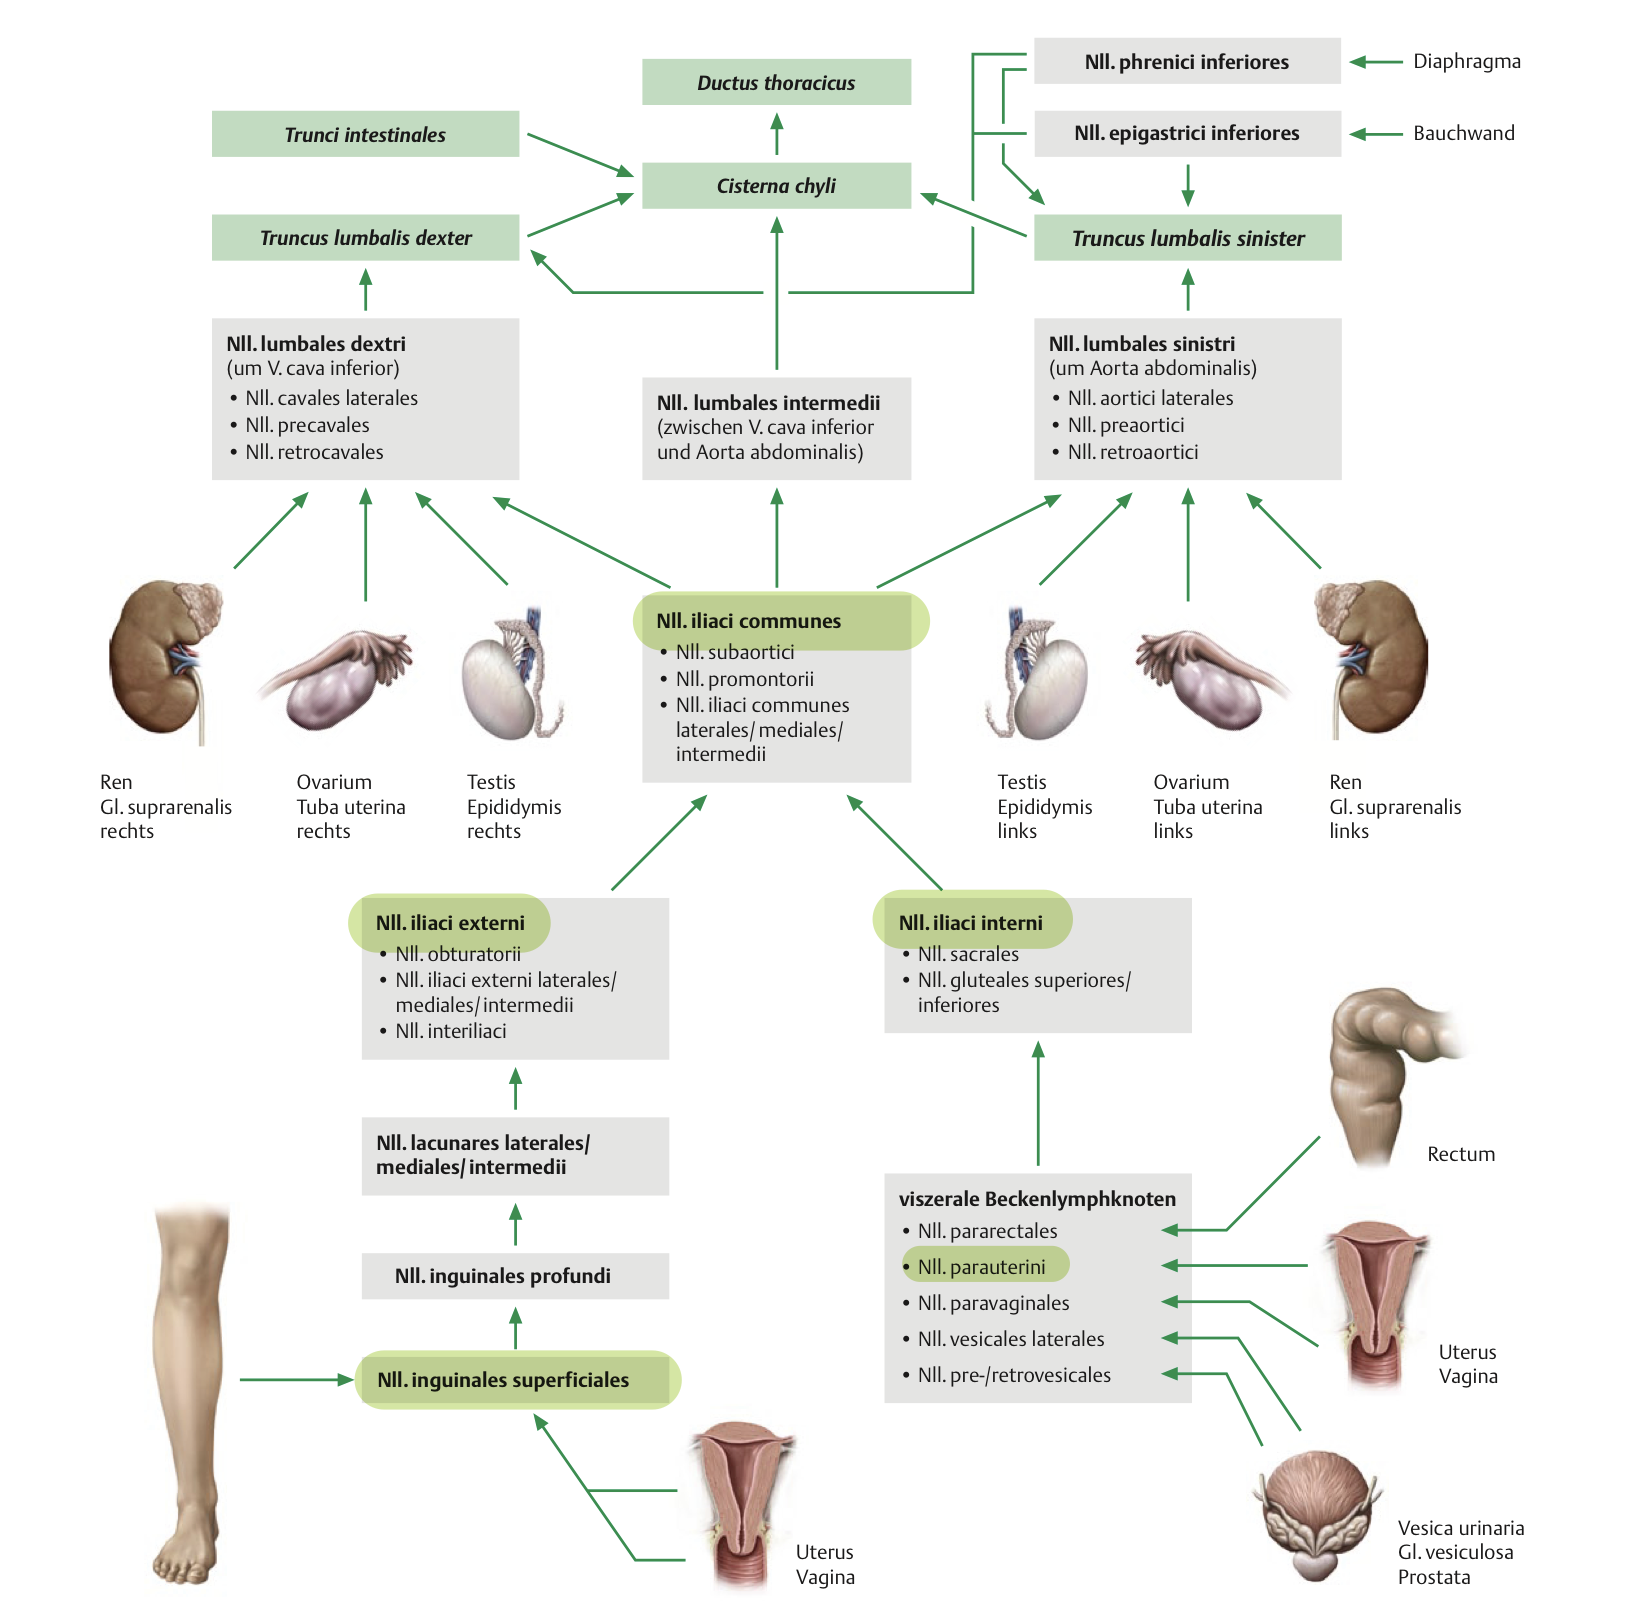 Nll. phrenici inferiores
Diaphragma
Ductus thoracicus
Trunci intestinales
Nll. epigastrici inferiores
Bauchwand
Cisterna chyli
Truncus lumbalis dexter
Truncus lumbalis sinister
Nll. lumbales dextri
(um V. cava inferior)
• Nll. cavales laterales
• Nll. precavales
• Nll. retrocavales
Nll. lumbales intermedii
(zwischen V. cava inferior
und Aorta abdominalis)
Nll. lumbales sinistri
(um Aorta abdominalis)
• Nll. aortici laterales
• Nll. preaortici
• Nll. retroaortici
Nll. iliaci communes
• Nll. subaortici
• Nll. promontorii
• Nll. iliaci communes
laterales/mediales/
intermedii
Ren
Gl. suprarenalis
rechts
Ovarium
Tuba uterina
rechts
Testis
Epididymis
rechts
Testis
Epididymis
links
Ovarium
Tuba uterina
links
Ren
Gl. suprarenalis
links
Nll. iliaci externi
• Nll. obturatorii
• Nll. iliaci externi laterales/
mediales/intermedii
• Nll. interiliaci
Nll. iliaci interni
• Nll. sacrales
• Nll. gluteales superiores/
inferiores
Nll. lacunares laterales/
mediales/intermedii
Rectum
viszerale Beckenlymphknoten
• Nll. pararectales
• Nll. parauterini
• Nll. paravaginales
• Nll. vesicales laterales
• Nll. pre-/retrovesicales
Nll. inguinales profundi
Uterus
Vagina
Nll. inguinales superficiales
Uterus
Vagina
Vesica urinaria
Gl. vesiculosa
Prostata